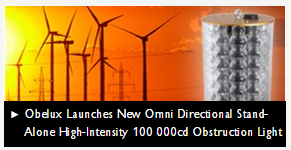 ► Obelux Launches New Omni Directional Stand-
Alone High-Intensity 100 000cd Obstruction Light